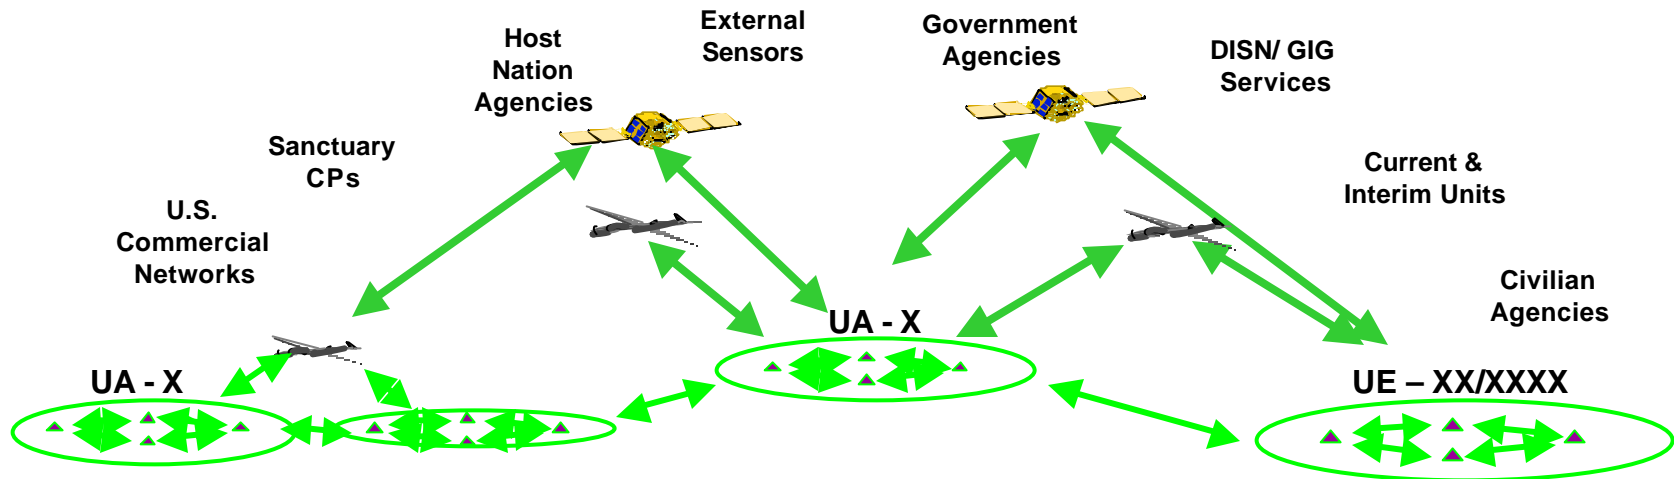 External
Sensors
Government
Agencies
Host
Nation
Agencies
DISN/ GIG
Services
Sanctuary
CPs
Current &
Interim Units
U.S.
Commercial
Networks
Civilian
Agencies
UA - X
UA - X
UE – XX/XXXX